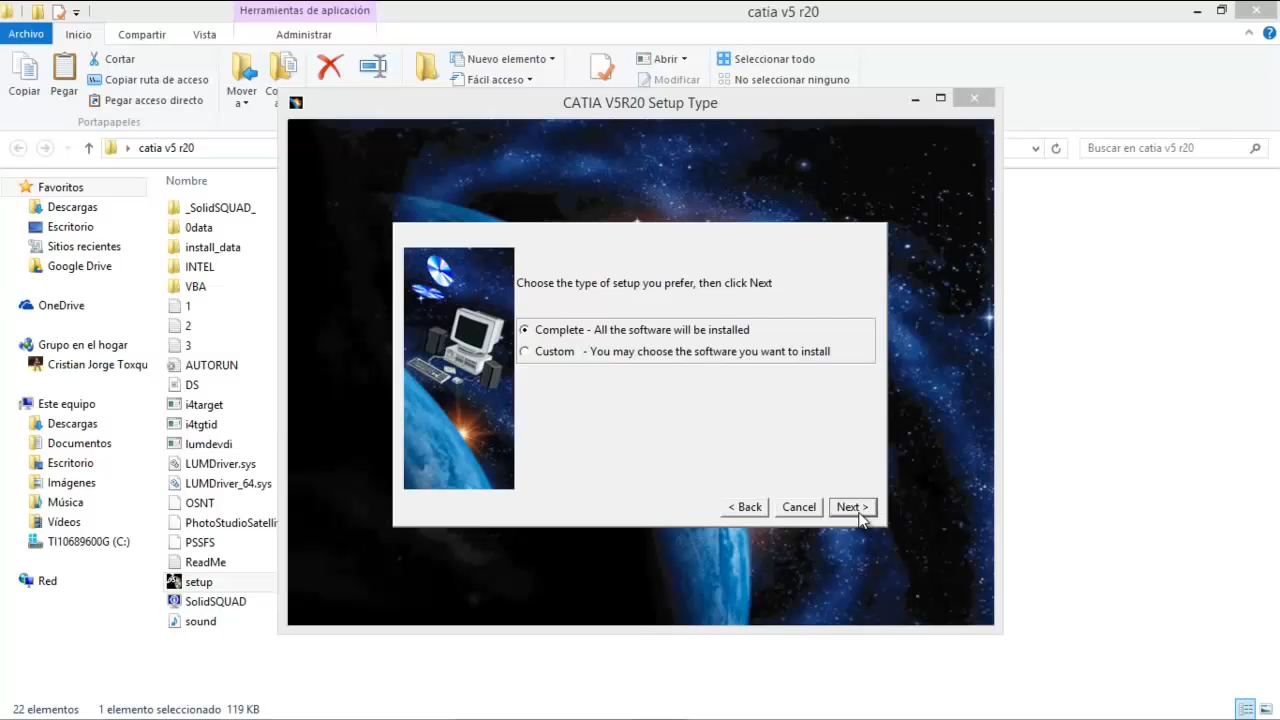 Herramientas de aplicación
catia v5 r20
Archivo
Inicio
Compartir
Vista
Administrar
Copiar
Pegar
Cortar
Copiar ruta de acceso
Pegar acceso directo
Portapapeles
Mover
a
Nuevo elemento
Fácil acceso
Abrir
Modificar
Seleccionar todo
No seleccionar ninguno
catia v5 r20
Buscar en catia v5 r20
Favoritos
Descargas
Escritorio
Sitios recientes
Google Drive
OneDrive
Grupo en el hogar
Cristian Jorge Toxqu
Este equipo
Descargas
Documentos
Escritorio
Imágenes
Música
Vídeos
TI10689600G (C:)
Red
Nombre
_SolidSQUAD_
0data
install_data
INTEL
VBA
1
2
3
AUTORUN
DS
i4target
i4tgtid
lumdevdi
LUMDriver.sys
LUMDriver_64.sys
OSNT
PhotoStudioSatelli
PSSFS
ReadMe
setup
SolidSQUAD
sound
CATIA V5R20 Setup Type
Choose the type of setup you prefer, then click Next
Complete - All the software will be installed
Custom - You may choose the software you want to install
< Back
Cancel
Next >
22 elementos
1 elemento seleccionado 119 KB